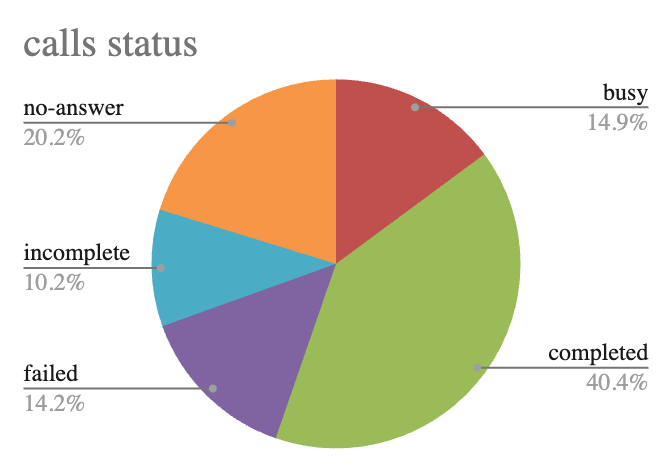 calls status
no-answer
20.2%
busy
14.9%
incomplete
10.2%
completed
40.4%
failed
14.2%